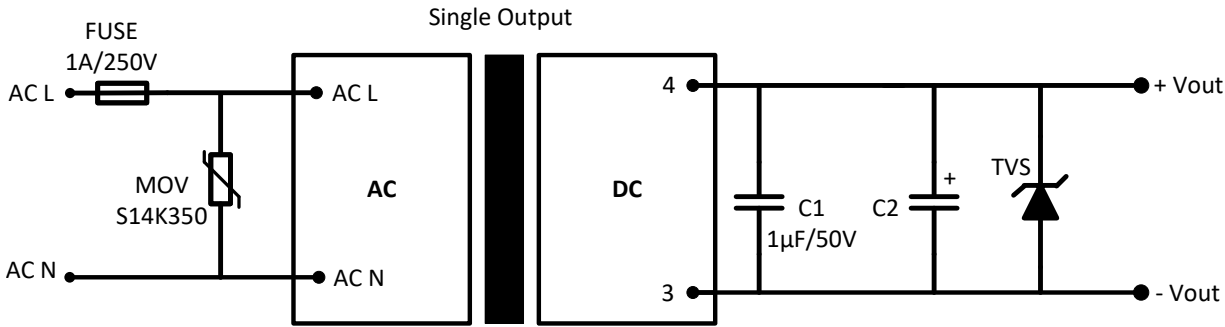 Single Output
FUSE
1A/250V
AC L
AC L
MOV
S14K350
AC N
AC N
AC
DC
4
3
C1
1µF/50V
C2
+
TVS
+ Vout
- Vout